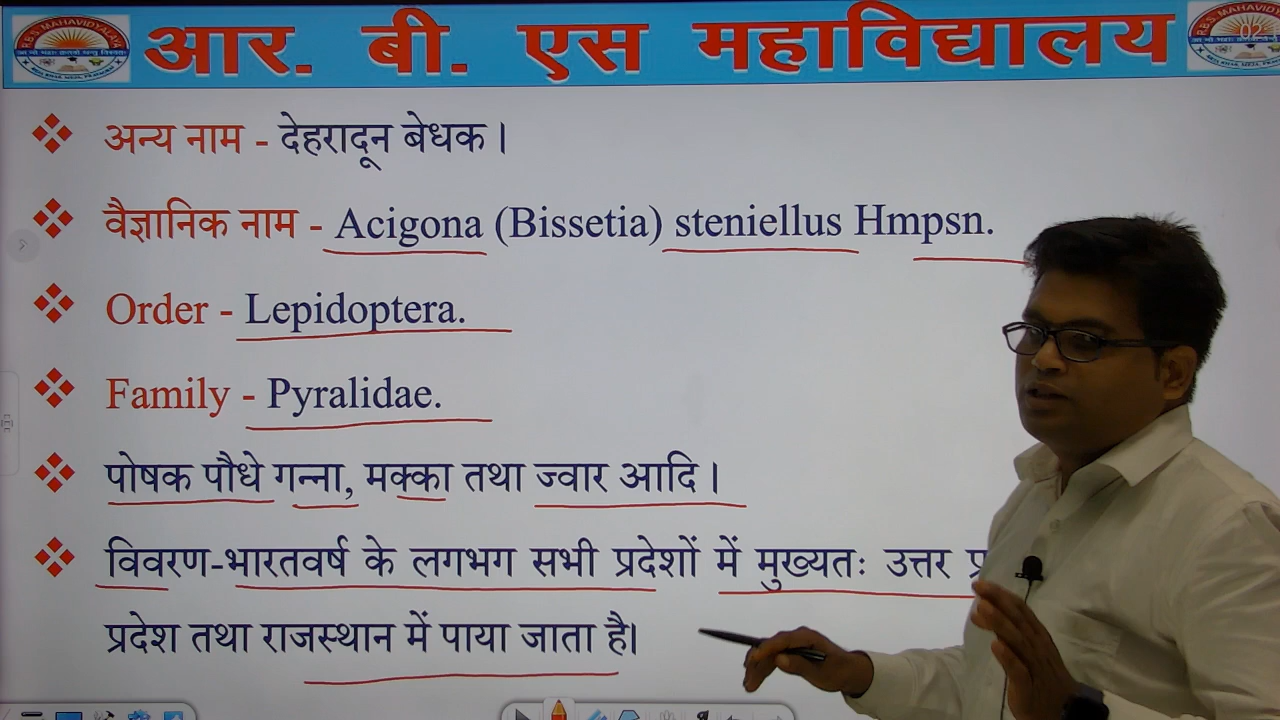 आर. बी. एस महाविद्यालय
R.B.S. MAHAVIDYALAYA
अन्य नाम - देहरादून बेधक।
वैज्ञानिक नाम - Acigona (Bissetia) steniellus Hmpsn.
Order - Lepidoptera.
Family - Pyralidae.
पोषक पौधे गन्ना, मक्का तथा ज्वार आदि।
विवरण-भारतवर्ष के लगभग सभी प्रदेशों में मुख्यतः उत्तर
प्रदेश तथा राजस्थान में पाया जाता है।